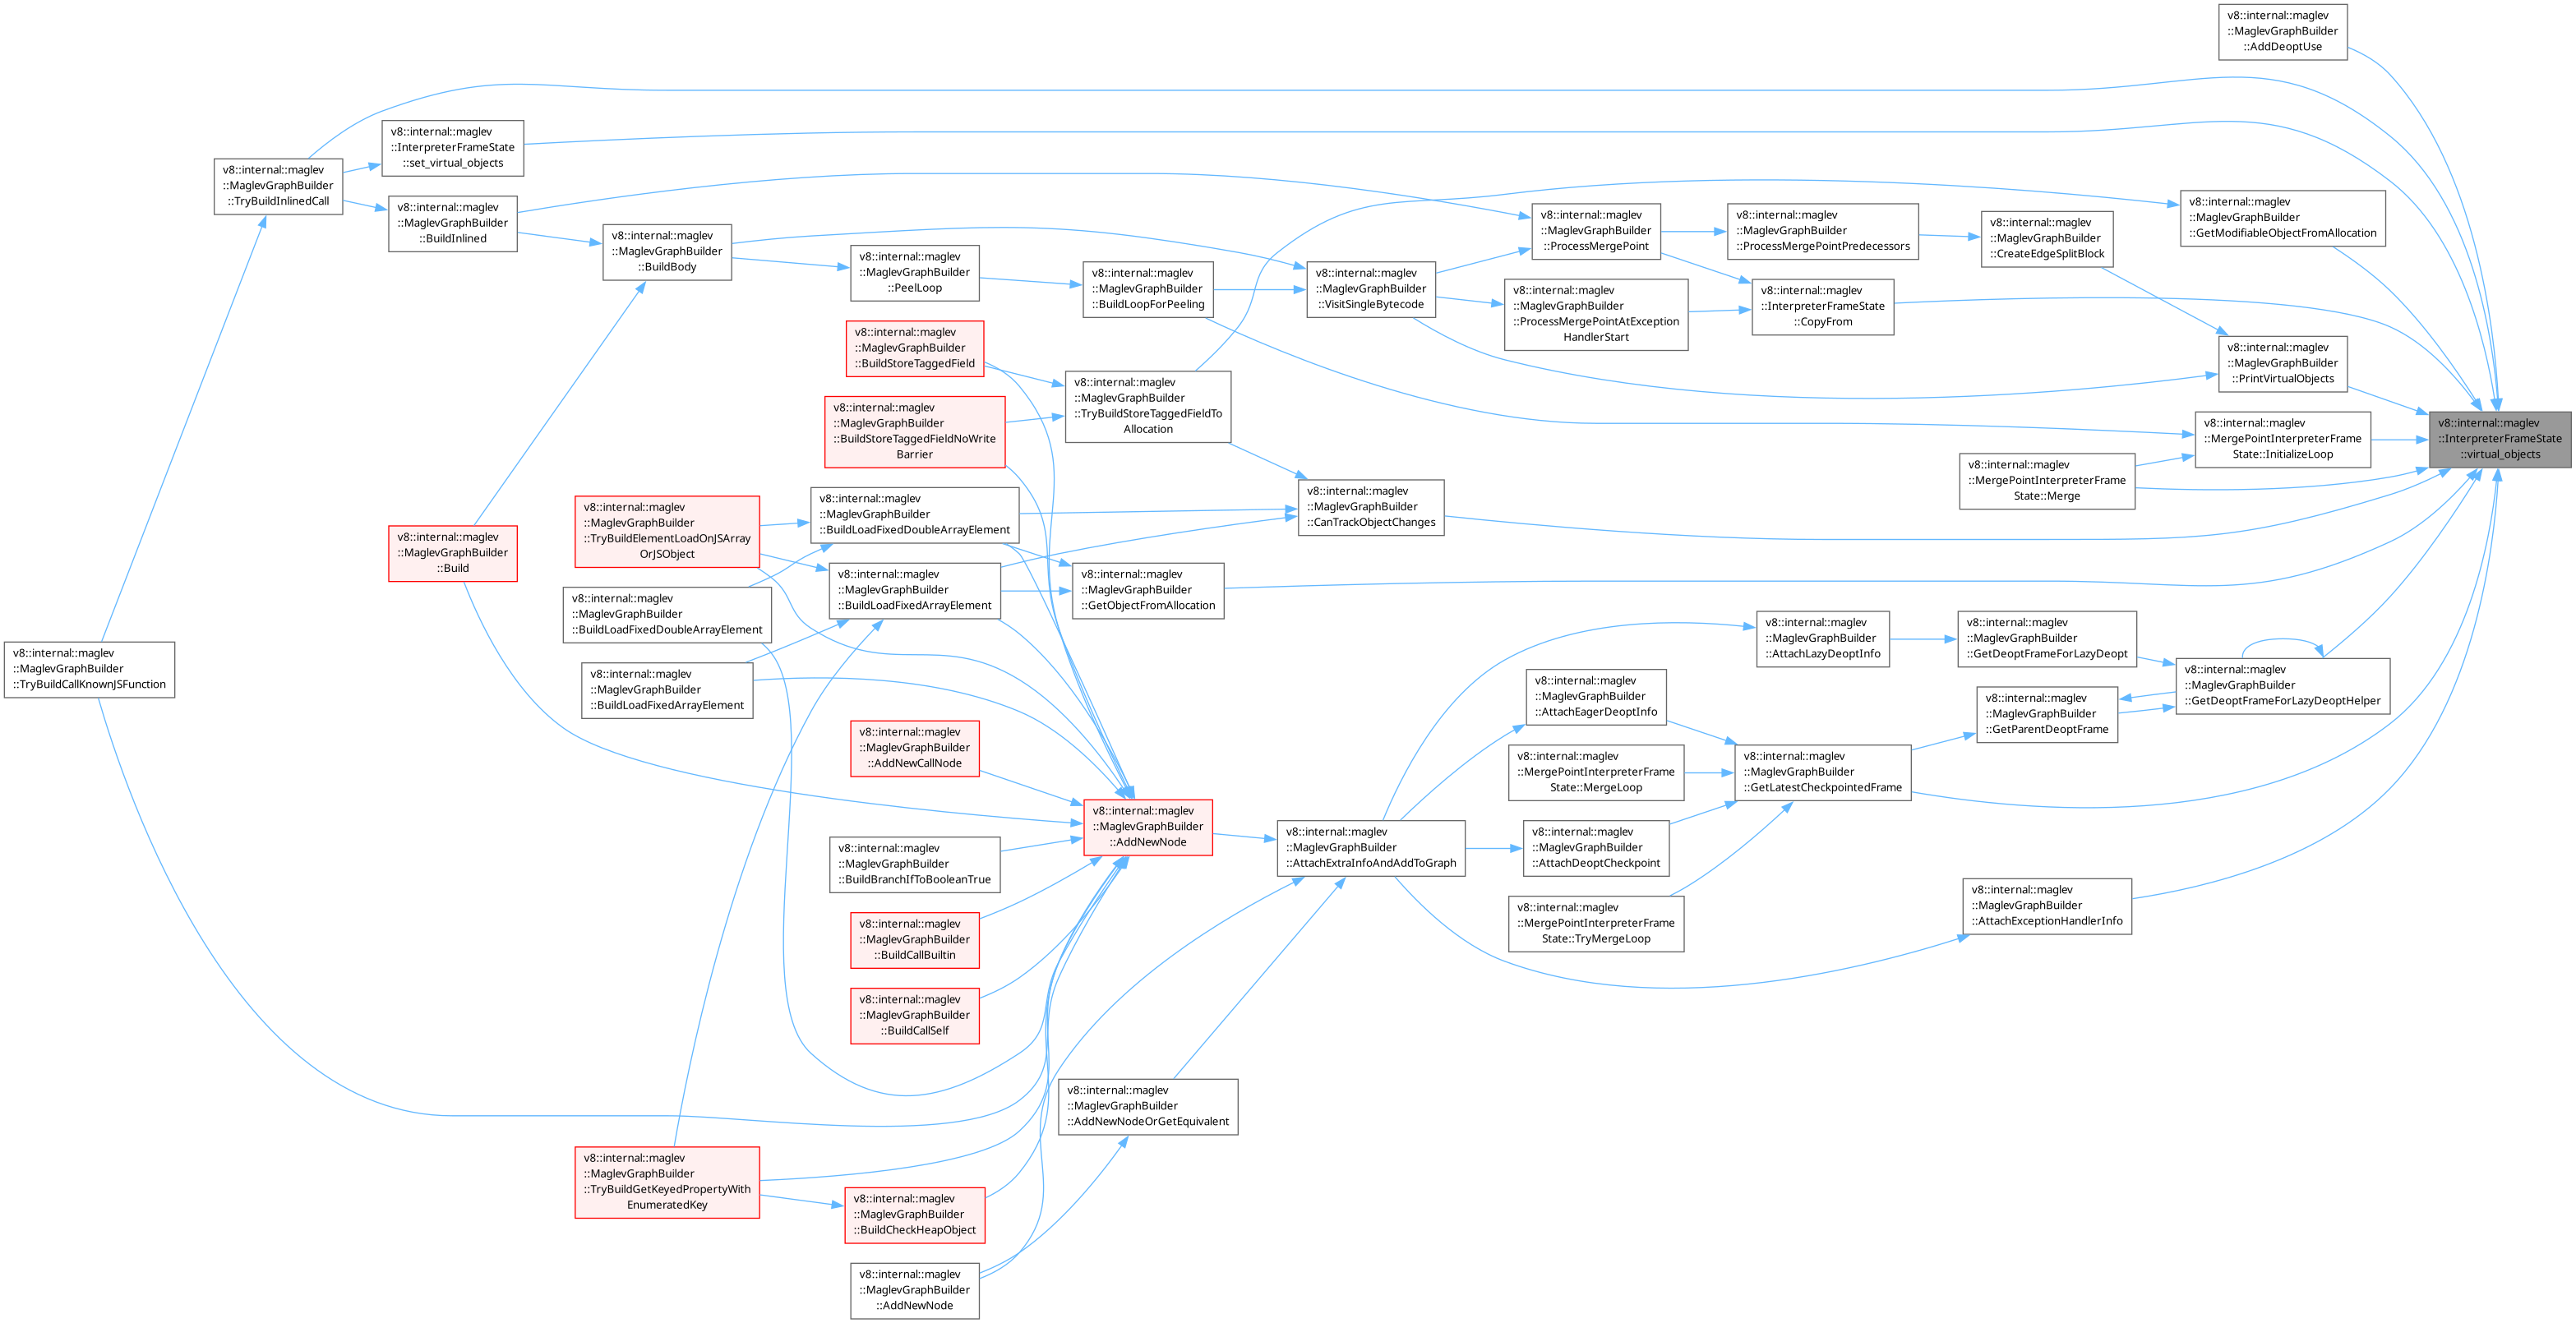 v8::internal::maglev
::MaglevGraphBuilder
::AddDeoptUse
v8::internal::maglev
::InterpreterFrameState
::set_virtual_objects
v8::internal::maglev
::MaglevGraphBuilder
::TryBuildInlinedCall
v8::internal::maglev
::MaglevGraphBuilder
::BuildInlined
v8::internal::maglev
::MaglevGraphBuilder
::BuildBody
v8::internal::maglev
::MaglevGraphBuilder
::PeelLoop
v8::internal::maglev
::MaglevGraphBuilder
::BuildLoopForPeeling
v8::internal::maglev
::MaglevGraphBuilder
::VisitSingleBytecode
v8::internal::maglev
::MaglevGraphBuilder
::ProcessMergePoint
v8::internal::maglev
::MaglevGraphBuilder
::ProcessMergePointPredecessors
v8::internal::maglev
::MaglevGraphBuilder
::CreateEdgeSplitBlock
v8::internal::maglev
::MaglevGraphBuilder
::GetModifiableObjectFromAllocation
v8::internal::maglev
::MaglevGraphBuilder
::ProcessMergePointAtException
HandlerStart
v8::internal::maglev
::InterpreterFrameState
::CopyFrom
v8::internal::maglev
::MaglevGraphBuilder
::PrintVirtualObjects
v8::internal::maglev
::MaglevGraphBuilder
::BuildStoreTaggedField
v8::internal::maglev
::MaglevGraphBuilder
::TryBuildStoreTaggedFieldTo
Allocation
v8::internal::maglev
::MaglevGraphBuilder
::BuildStoreTaggedFieldNoWrite
Barrier
v8::internal::maglev
::MergePointInterpreterFrame
State::InitializeLoop
v8::internal::maglev
::InterpreterFrameState
::virtual_objects
v8::internal::maglev
::MergePointInterpreterFrame
State::Merge
v8::internal::maglev
::MaglevGraphBuilder
::CanTrackObjectChanges
v8::internal::maglev
::MaglevGraphBuilder
::BuildLoadFixedDoubleArrayElement
v8::internal::maglev
::MaglevGraphBuilder
::TryBuildElementLoadOnJSArray
OrJSObject
v8::internal::maglev
::MaglevGraphBuilder
::Build
v8::internal::maglev
::MaglevGraphBuilder
::BuildLoadFixedArrayElement
v8::internal::maglev
::MaglevGraphBuilder
::GetObjectFromAllocation
v8::internal::maglev
::MaglevGraphBuilder
::BuildLoadFixedDoubleArrayElement
v8::internal::maglev
::MaglevGraphBuilder
::BuildLoadFixedArrayElement
v8::internal::maglev
::MaglevGraphBuilder
::TryBuildCallKnownJSFunction
v8::internal::maglev
::MaglevGraphBuilder
::AttachLazyDeoptInfo
v8::internal::maglev
::MaglevGraphBuilder
::GetDeoptFrameForLazyDeopt
v8::internal::maglev
::MaglevGraphBuilder
::GetDeoptFrameForLazyDeoptHelper
v8::internal::maglev
::MaglevGraphBuilder
::AttachEagerDeoptInfo
v8::internal::maglev
::MaglevGraphBuilder
::GetParentDeoptFrame
v8::internal::maglev
::MaglevGraphBuilder
::AddNewCallNode
v8::internal::maglev
::MergePointInterpreterFrame
State::MergeLoop
v8::internal::maglev
::MaglevGraphBuilder
::GetLatestCheckpointedFrame
v8::internal::maglev
::MaglevGraphBuilder
::AddNewNode
v8::internal::maglev
::MaglevGraphBuilder
::AttachExtraInfoAndAddToGraph
v8::internal::maglev
::MaglevGraphBuilder
::AttachDeoptCheckpoint
v8::internal::maglev
::MaglevGraphBuilder
::BuildBranchIfToBooleanTrue
v8::internal::maglev
::MergePointInterpreterFrame
State::TryMergeLoop
v8::internal::maglev
::MaglevGraphBuilder
::AttachExceptionHandlerInfo
v8::internal::maglev
::MaglevGraphBuilder
::BuildCallBuiltin
v8::internal::maglev
::MaglevGraphBuilder
::BuildCallSelf
v8::internal::maglev
::MaglevGraphBuilder
::AddNewNodeOrGetEquivalent
v8::internal::maglev
::MaglevGraphBuilder
::TryBuildGetKeyedPropertyWith
EnumeratedKey
v8::internal::maglev
::MaglevGraphBuilder
::BuildCheckHeapObject
v8::internal::maglev
::MaglevGraphBuilder
::AddNewNode